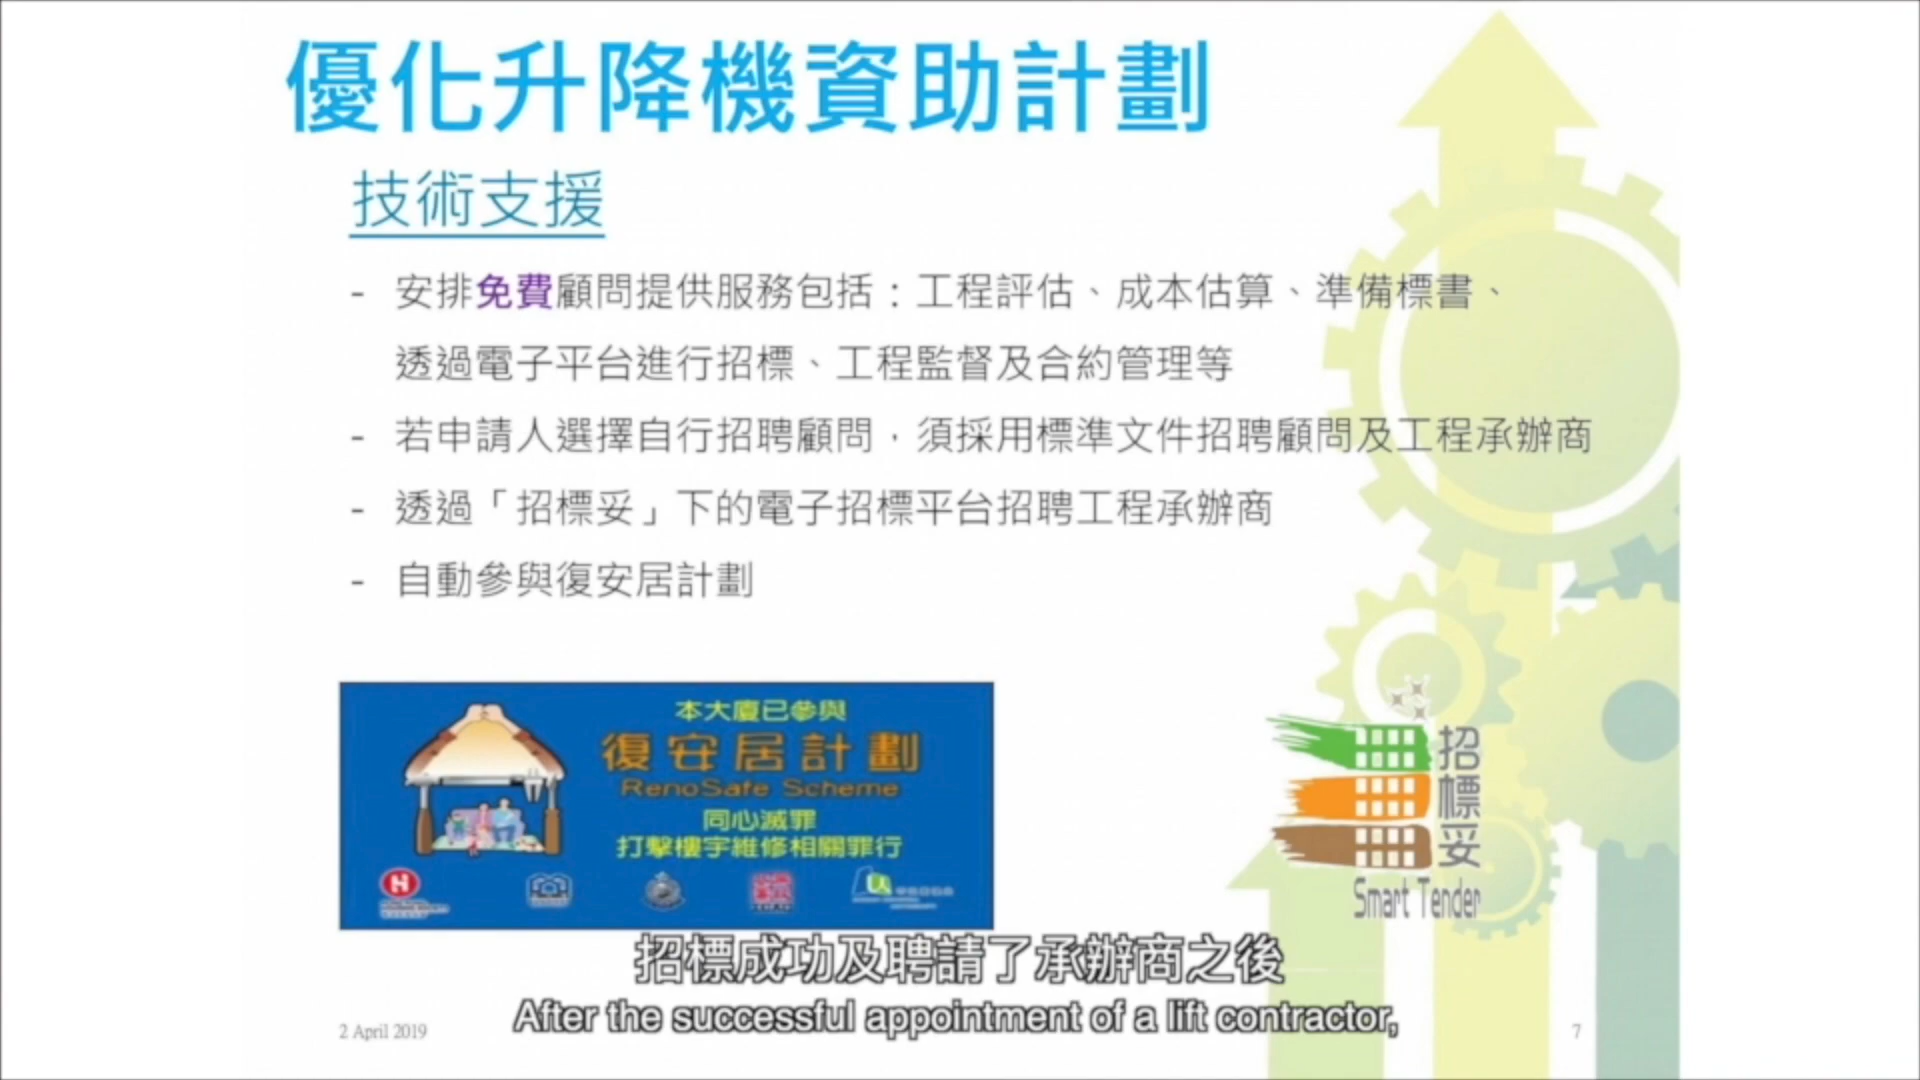 優化升降機資助計劃
技術支援
- 安排免費顧問提供服務包括：工程評估、成本估算、準備標書、
透過電子平台進行招標、工程監督及合約管理等
- 若申請人選擇自行招聘顧問，須採用標準文件招聘顧問及工程承辦商
- 透過「招標妥」下的電子招標平台招聘工程承辦商
- 自動參與復安居計劃
本大廈已參與
復安居計劃
RenoSafe Scheme
同心滅罪
打擊樓宇維修相關罪行
招標妥
Smart Tender
招標成功及聘請了承辦商之後
After the successful appointment of a lift contractor,
2 April 2019
7